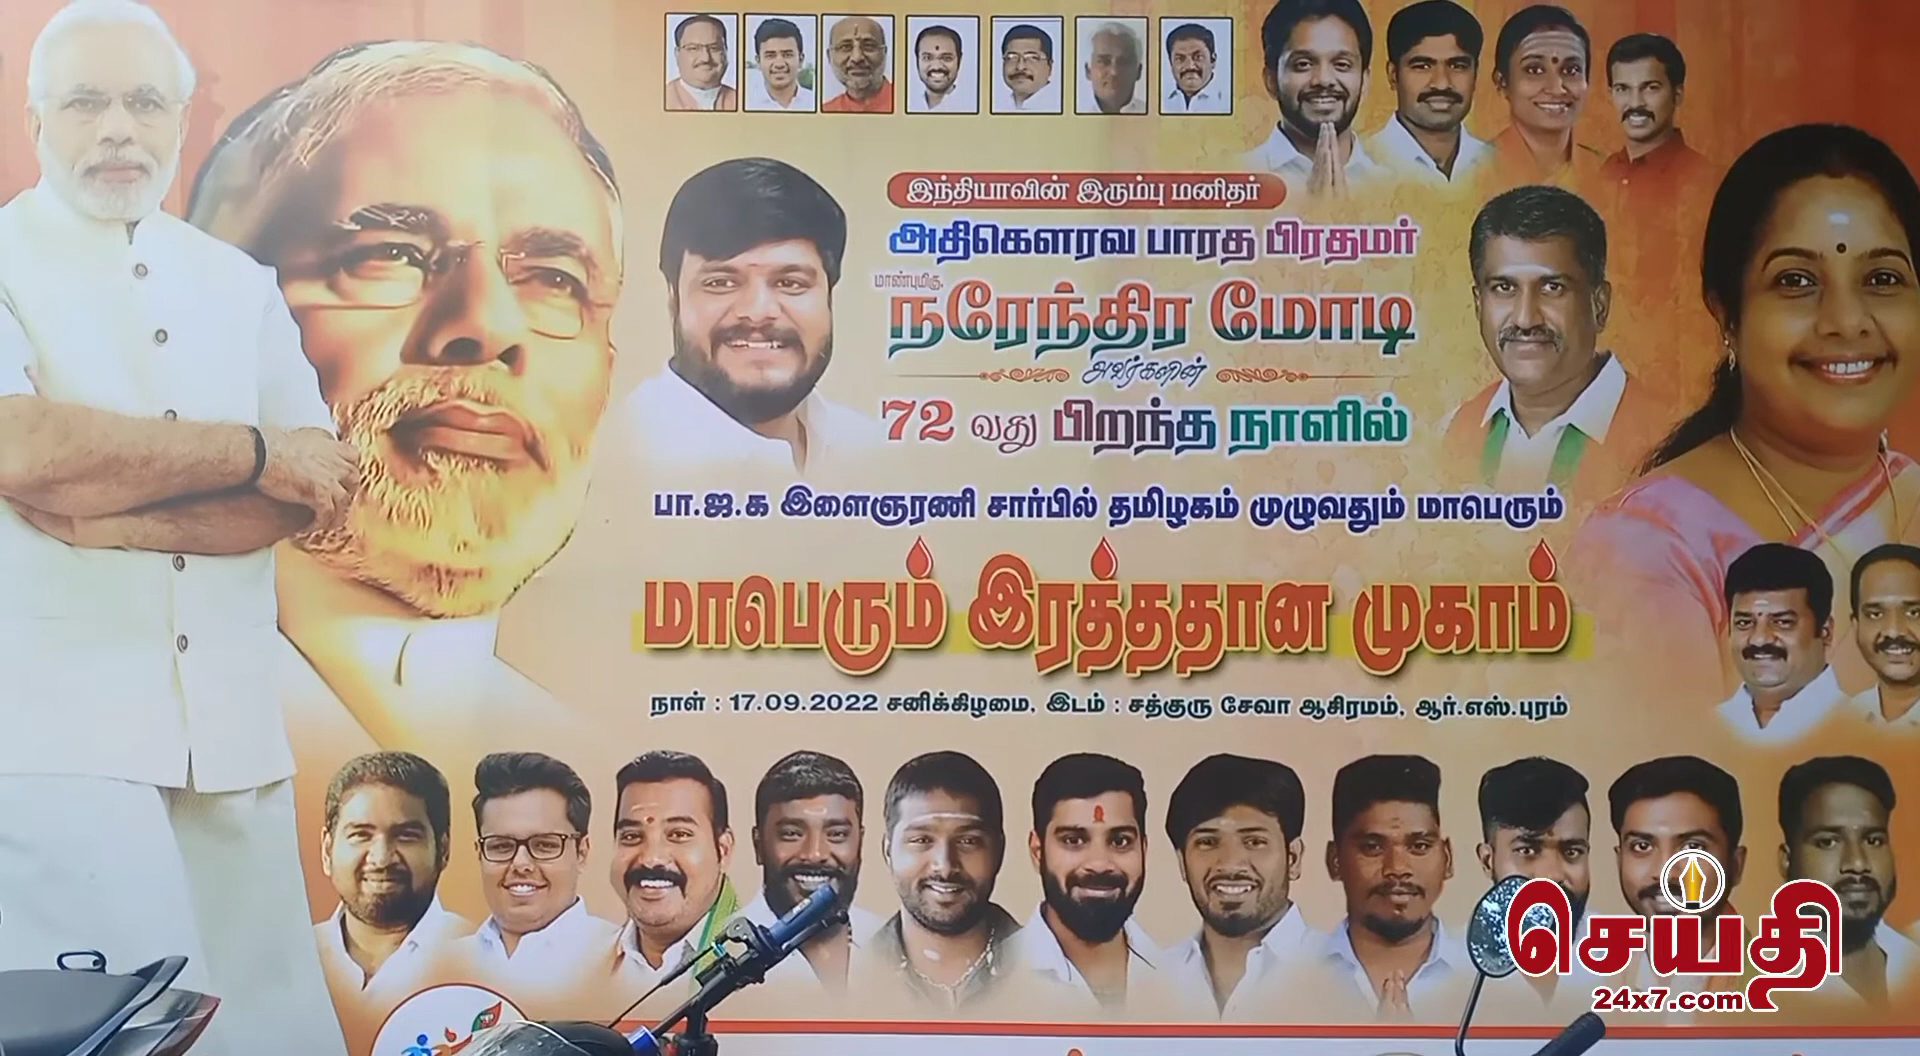 இந்தியாவின் இரும்பு மனிதர்
அதிகௌரவ பாரத பிரதமர்
மாண்புமிகு.
நரேந்திர மோடி
அவர்களின்
72 வது பிறந்த நாளில்
பா.ஜ.க இளைஞரணி சார்பில் தமிழகம் முழுவதும் மாபெரும்
மாபெரும் இரத்ததான முகாம்
நாள் : 17.09.2022 சனிக்கிழமை, இடம் : சத்குரு சேவா ஆசிரமம், ஆர்.எஸ்.புரம்
செய்தி
24x7.com